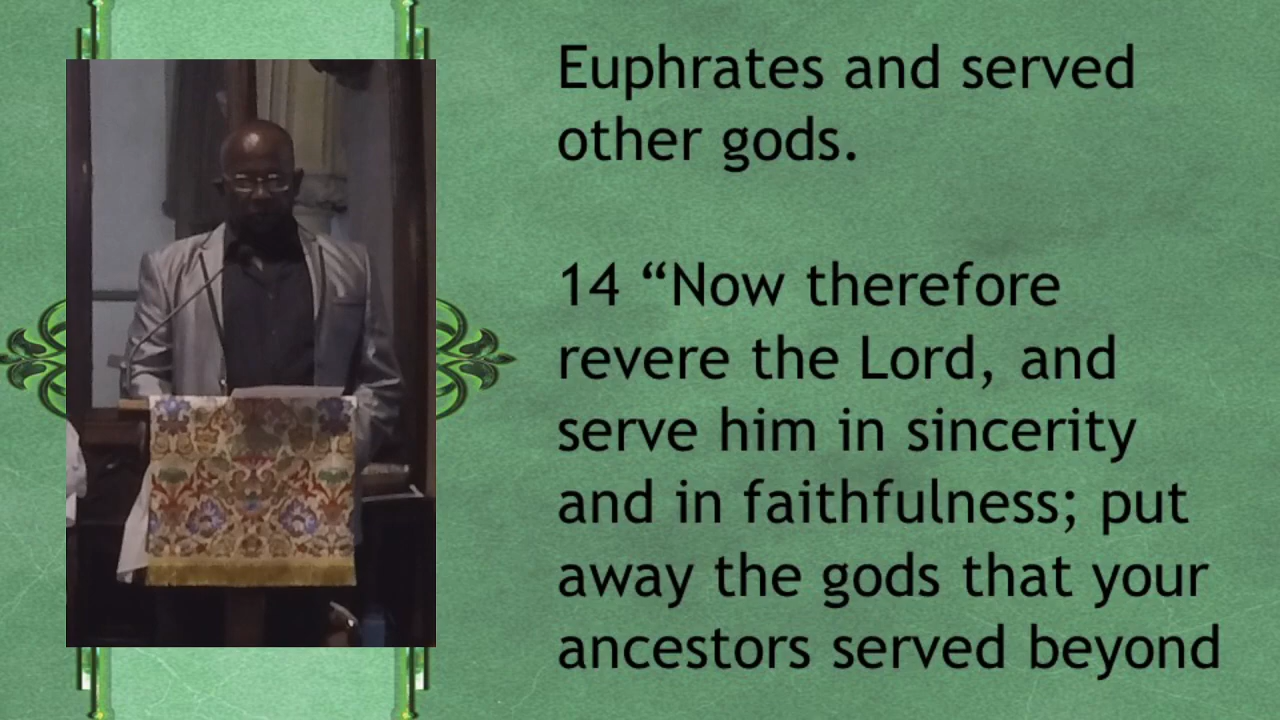 Euphrates and served
other gods.
14 “Now therefore
revere the Lord, and
serve him in sincerity
and in faithfulness; put
away the gods that your
ancestors served beyond